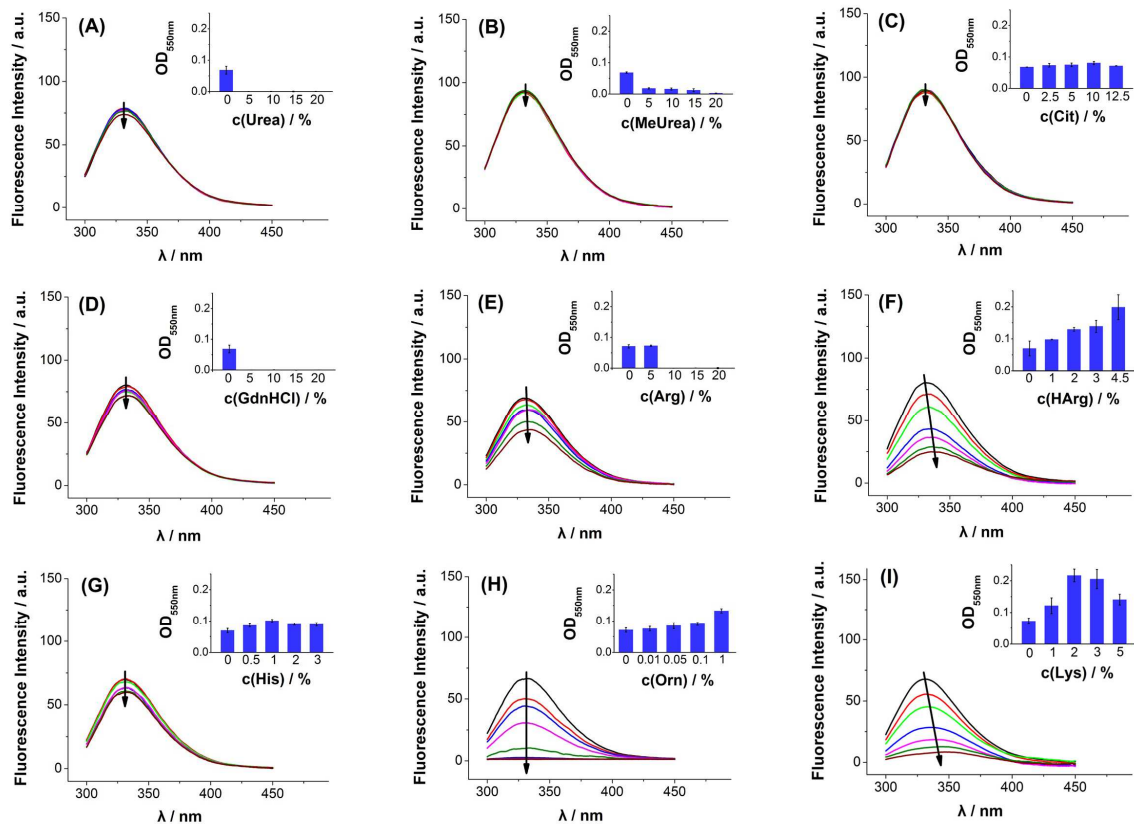 (A)
Fluorescence Intensity / a.u.
150
100
50
0
300 350 400 450
λ / nm
OD550nm
0.2
0.1
0.0
0 5 10 15 20
c(Urea) / %
(B)
Fluorescence Intensity / a.u.
150
100
50
0
300 350 400 450
λ / nm
OD550nm
0.2
0.1
0.0
0 5 10 15 20
c(MeUrea) / %
(C)
Fluorescence Intensity / a.u.
150
100
50
0
300 350 400 450
λ / nm
OD550nm
0.2
0.1
0.0
0 2.5 5 10 12.5
c(Cit) / %
(D)
Fluorescence Intensity / a.u.
150
100
50
0
300 350 400 450
λ / nm
OD550nm
0.2
0.1
0.0
0 5 10 15 20
c(GdnHCl) / %
(E)
Fluorescence Intensity / a.u.
150
100
50
0
300 350 400 450
λ / nm
OD550nm
0.2
0.1
0.0
0 5 10 15 20
c(Arg) / %
(F)
Fluorescence Intensity / a.u.
150
100
50
0
300 350 400 450
λ / nm
OD550nm
0.2
0.1
0.0
0 1 2 3 4.5
c(HArg) / %
(G)
Fluorescence Intensity / a.u.
150
100
50
0
300 350 400 450
λ / nm
OD550nm
0.2
0.1
0.0
0 0.5 1 2 3
c(His) / %
(H)
Fluorescence Intensity / a.u.
150
100
50
0
300 350 400 450
λ / nm
OD550nm
0.2
0.1
0.0
0 0.01 0.05 0.1 1
c(Orn) / %
(I)
Fluorescence Intensity / a.u.
150
100
50
0
300 350 400 450
λ / nm
OD550nm
0.2
0.1
0.0
0 1 2 3 5
c(Lys) / %